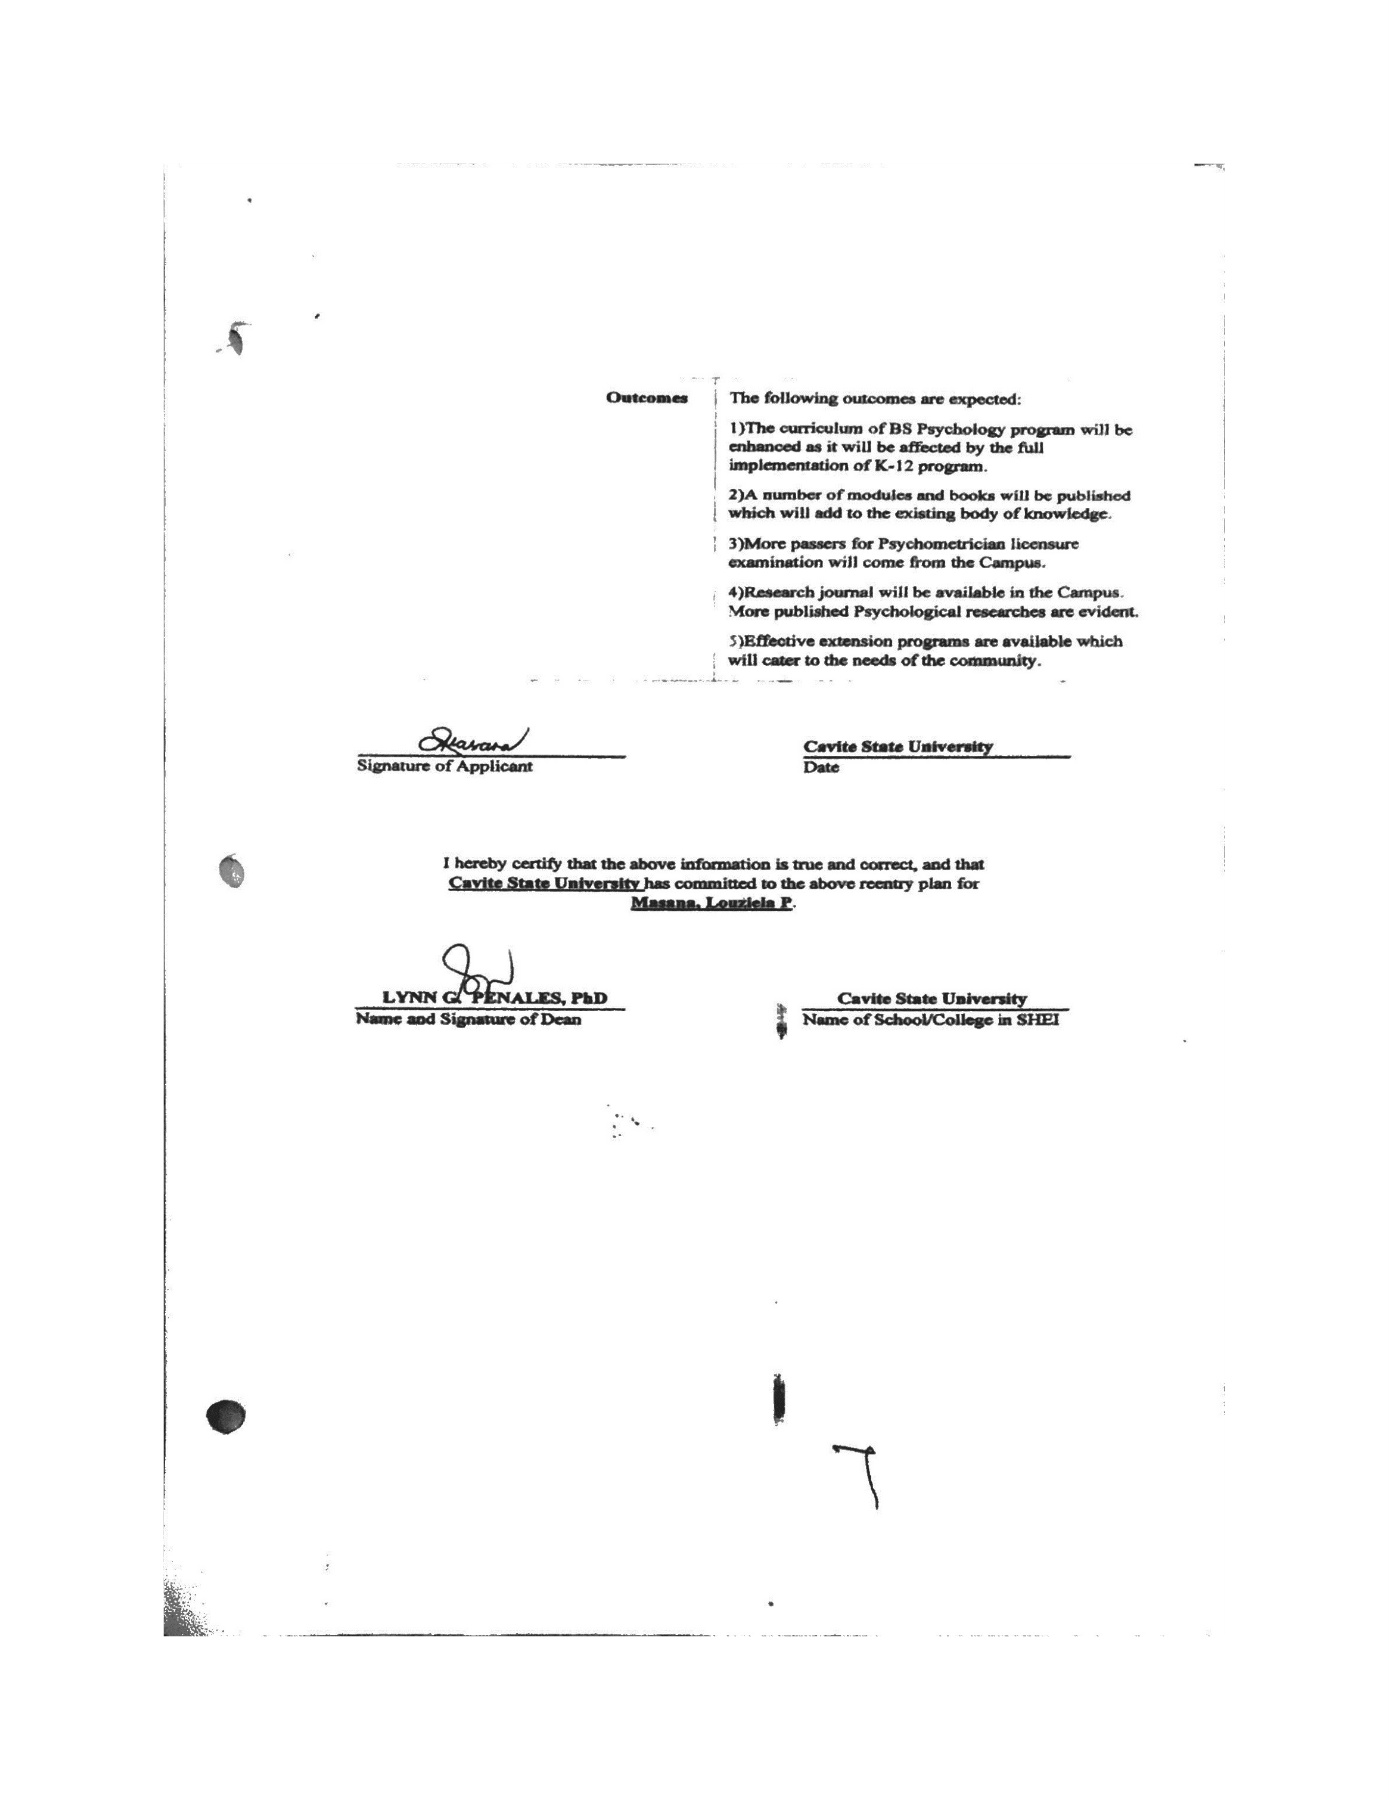 Outcomes
The following outcomes are expected:
1)The curriculum of BS Psychology program will be
enhanced as it will be affected by the full
implementation of K-12 program.
2)A number of modules and books will be published
which will add to the existing body of knowledge.
3)More passers for Psychometrician licensure
examination will come from the Campus.
4)Research journal will be available in the Campus.
More published Psychological researches are evident.
5)Effective extension programs are available which
will cater to the needs of the community.
Cavite State University
Signature of Applicant
Date
I hereby certify that the above information is true and correct, and that
Cavite State University has committed to the above reentry plan for
Masana, Louziela P.
LYNN G. PENALES, PhD
Cavite State University
Name and Signature of Dean
Name of School/College in SHEI
7